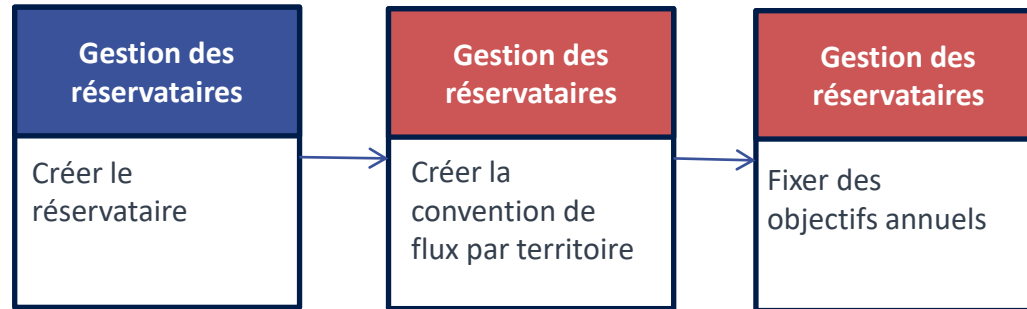 Gestion des
réservataires
Créer le
réservataire
Gestion des
réservataires
Créer la
convention de
flux par territoire
Gestion des
réservataires
Fixer des
objectifs annuels